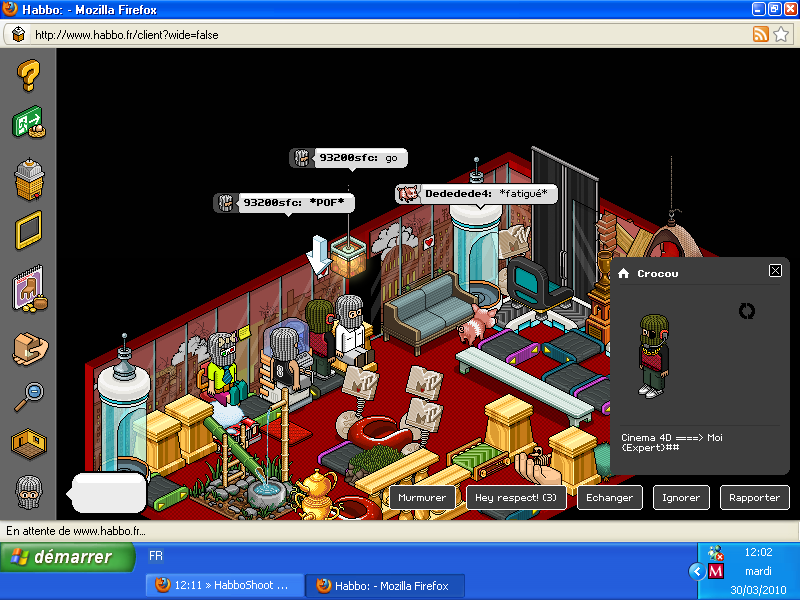 Habbo: - Mozilla Firefox
http://www.habbo.fr/client?wide=false
93200sfc: go
Dededede4: *fatigué*
93200sfc: *POF*
Crocou
Cinema 4D ===> Moi
(Expert)##
Murmurer
Hey respect! (3)
Echanger
Ignorer
Rapporter
En attente de www.habbo.fr...
démarrer
FR
12:11 » HabboShoot ...
Habbo: - Mozilla Firefox
12:02
mardi
30/03/2010